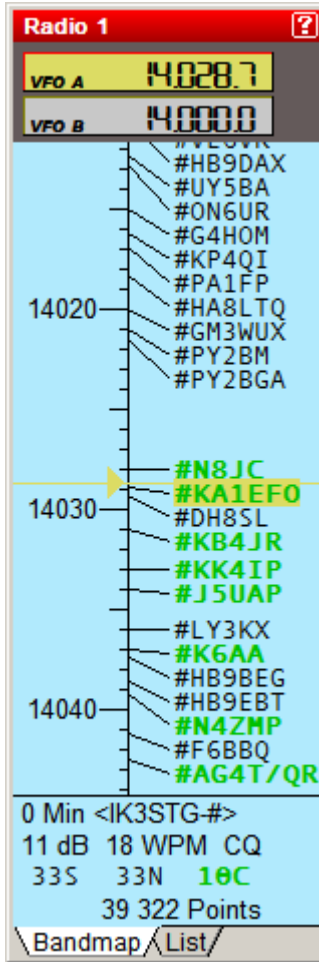 Radio 1 ?
VFO A 14.028.7
VFO B 14.000.0
#HB9DAX
#UY5BA
#ON6UR
#G4HOM
#KP4QI
#PA1FP
#HA8LTQ
14020
#GM3WUX
#PY2BM
#PY2BGA
#N8JC
#KA1EFO
14030
#DH8SL
#KB4JR
#KK4IP
#J5UAP
#LY3KX
#K6AA
#HB9BEG
#HB9EBT
14040
#N4ZMP
#F6BBQ
#AG4T/QR
0 Min <IK3STG-#>
11 dB 18 WPM CQ
33S 33N 10C
39 322 Points
Bandmap List